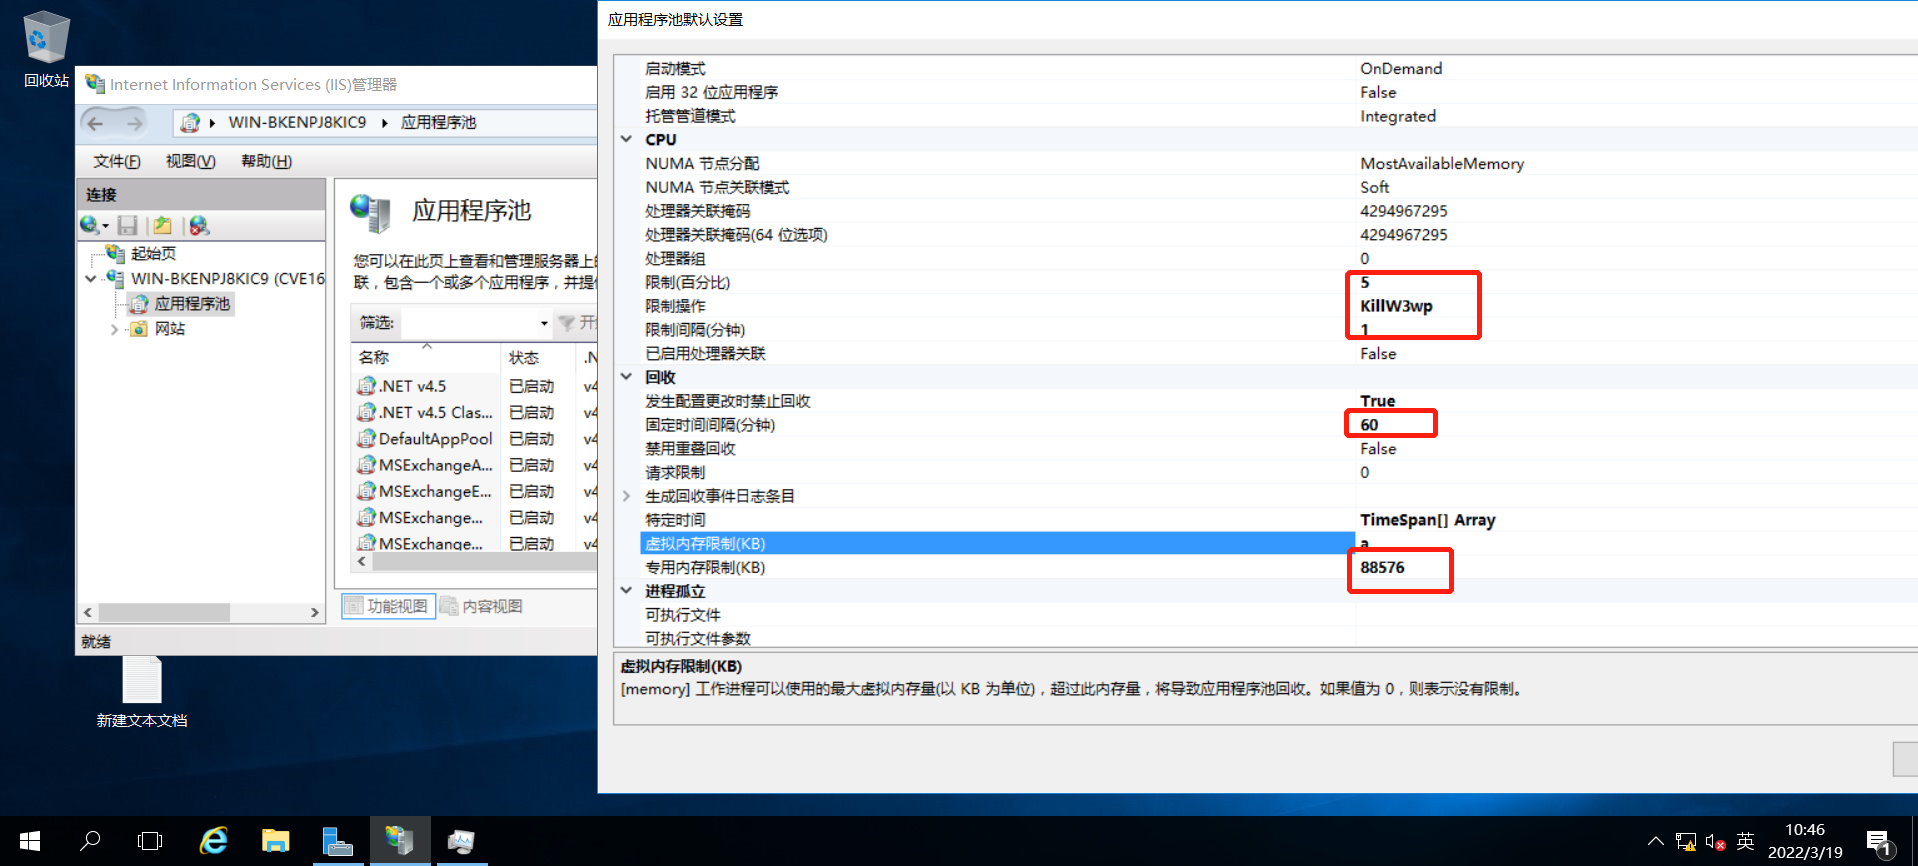 回收站
Internet Information Services (IIS)管理器
WIN-BKENPJ8KIC9
应用程序池
文件(F)
视图(V)
帮助(H)
连接
起始页
WIN-BKENPJ8KIC9 (CVE16
应用程序池
网站
应用程序池
您可以在此页上查看和管理服务器上的
联，包含一个或多个应用程序，并提供
筛选:
开始
名称
状态
.N
.NET v4.5
已启动
v4
.NET v4.5 Clas...
已启动
v4
DefaultAppPool
已启动
v4
MSExchangeA...
已启动
v4
MSExchangeE...
已启动
v4
MSExchange...
已启动
v4
MSExchange...
已启动
v4
功能视图
内容视图
就绪
新建文本文档
应用程序池默认设置
启动模式
OnDemand
启用 32 位应用程序
False
托管管道模式
Integrated
CPU
NUMA 节点分配
MostAvailableMemory
NUMA 节点关联模式
Soft
处理器关联掩码
4294967295
处理器关联掩码(64 位选项)
4294967295
处理器组
0
限制(百分比)
5
限制操作
KillW3wp
限制间隔(分钟)
1
已启用处理器关联
False
回收
发生配置更改时禁止回收
True
固定时间间隔(分钟)
60
禁用重叠回收
False
请求限制
0
生成回收事件日志条目
特定时间
TimeSpan[] Array
虚拟内存限制(KB)
专用内存限制(KB)
88576
进程孤立
可执行文件
可执行文件参数
虚拟内存限制(KB)
[memory] 工作进程可以使用的最大虚拟内存量(以 KB 为单位)，超过此内存量，将导致应用程序池回收。如果值为 0，则表示没有限制。
英
10:46
2022/3/19
1